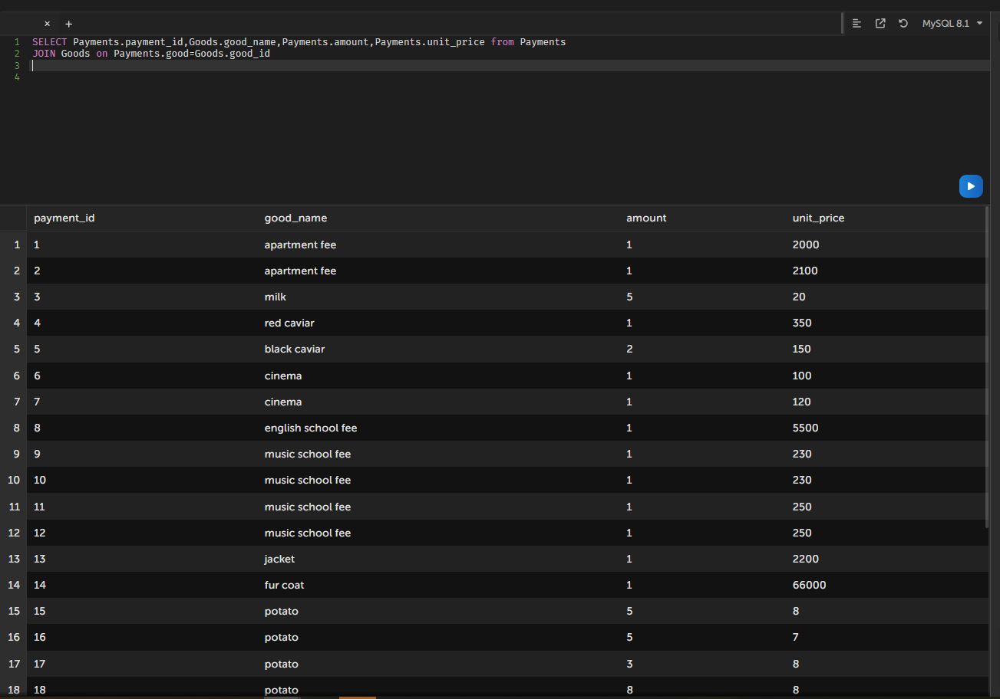 × +
MySQL 8.1
1 SELECT Payments.payment_id,Goods.good_name,Payments.amount,Payments.unit_price from Payments
2 JOIN Goods on Payments.good=Goods.good_id
3
4
payment_id good_name amount unit_price
1 1 apartment fee 1 2000
2 2 apartment fee 1 2100
3 3 milk 5 20
4 4 red caviar 1 350
5 5 black caviar 2 150
6 6 cinema 1 100
7 7 cinema 1 120
8 8 english school fee 1 5500
9 9 music school fee 1 230
10 10 music school fee 1 230
11 11 music school fee 1 250
12 12 music school fee 1 250
13 13 jacket 1 2200
14 14 fur coat 1 66000
15 15 potato 5 8
16 16 potato 5 7
17 17 potato 3 8
18 18 potato 8 8